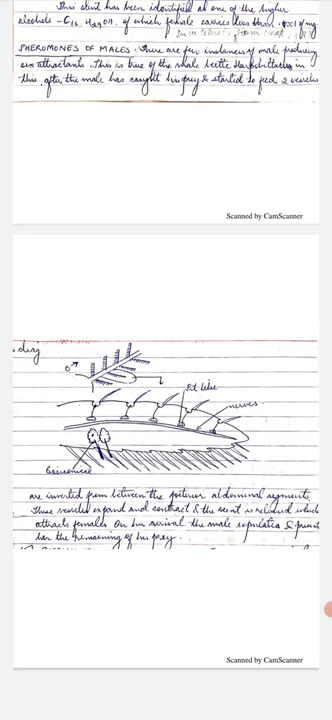 This scent has been identified as one of the higher
alcohols - C16 H29OH, of which female carries less than .0001 of mg
PHEROMONES OF MALES. There are few instances of male producing
sex attractants. This is true of the male beetle in
this, after the male has caught his prey & started to feed 2 vesicles
Scanned by CamScanner
diag
♂
Pit like
nerves.
are inverted from between the posterior abdominal segments.
These vesicles expand and contract & the scent is released which
attracts females. On her arrival the male copulates & present
her the remaining of his prey.
Scanned by CamScanner